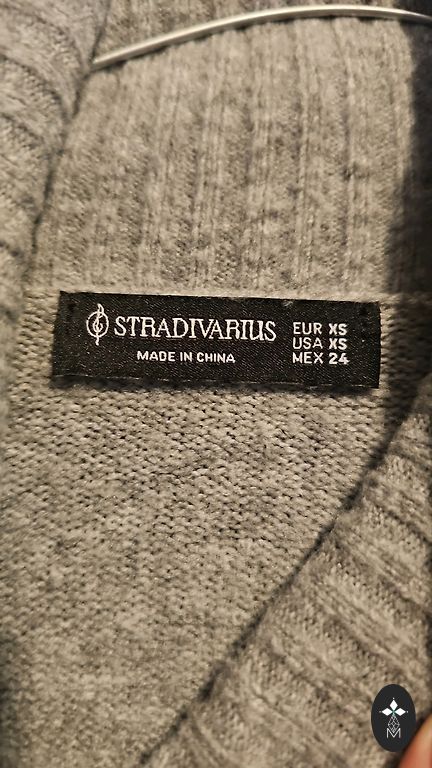 STRADIVARIUS
MADE IN CHINA
EUR XS
USA XS
MEX 24
M